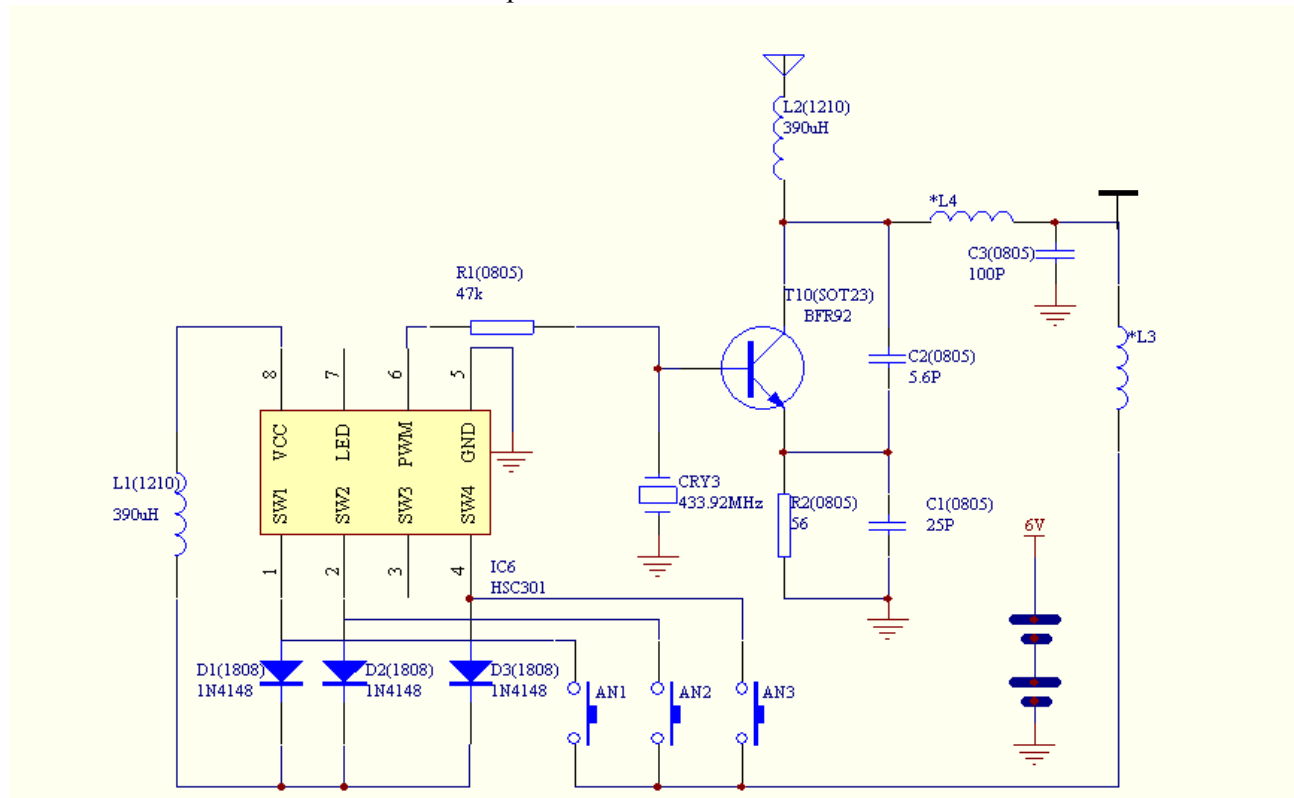 L2(1210)
390uH
*L4
C3(0805)
100P
R1(0805)
47k
T10(SOT23)
BFR92
*L3
C2(0805)
5.6P
8
7
6
5
VCC
LED
PWM
GND
SW1
SW2
SW3
SW4
L1(1210)
390uH
CRY3
433.92MHz
R2(0805)
56
C1(0805)
25P
6V
1
2
3
4
IC6
HSC301
D1(1808)
1N4148
D2(1808)
1N4148
D3(1808)
1N4148
AN1
AN2
AN3